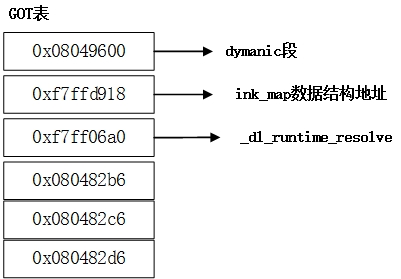 GOT表
0x08049600 dymanic段
0xf7ffd918 ink_map数据结构地址
0xf7ff06a0 _dl_runtime_resolve
0x080482b6
0x080482c6
0x080482d6